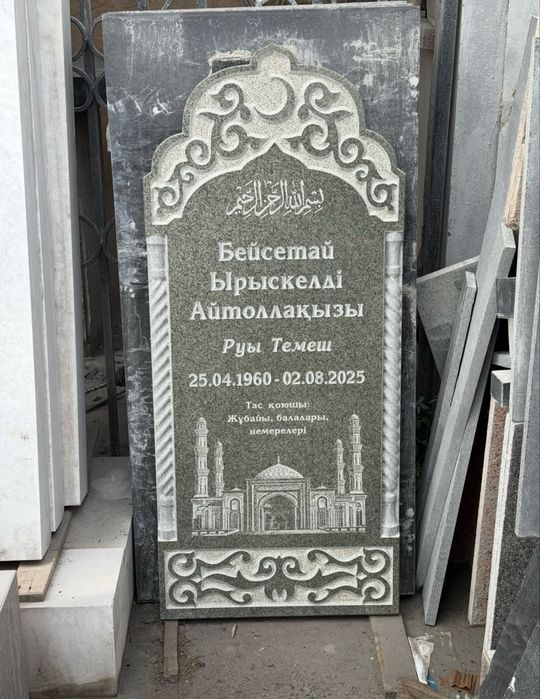 بسم الله الرحمن الرحيم
Бейсетай
Ырыскелді
Айтоллақызы
Руы Темеш
25.04.1960 - 02.08.2025
Тас қоюшы:
Жұбайы, балалары,
немерелері